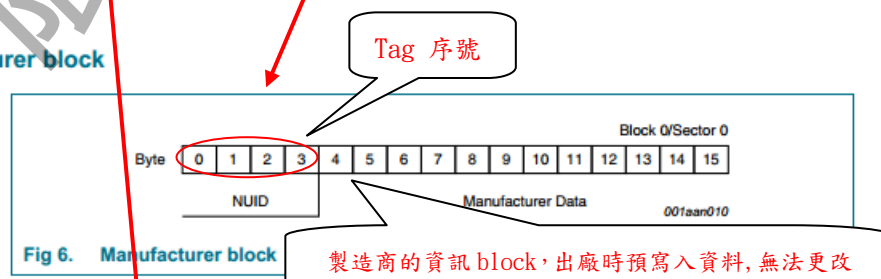 urer block
Tag 序號
Block 0/Sector 0
Byte 0 1 2 3 4 5 6 7 8 9 10 11 12 13 14 15
NUID Manufacturer Data
001aan010
Fig 6. Manufacturer block
製造商的資訊 block，出廠時預寫入資料,無法更改